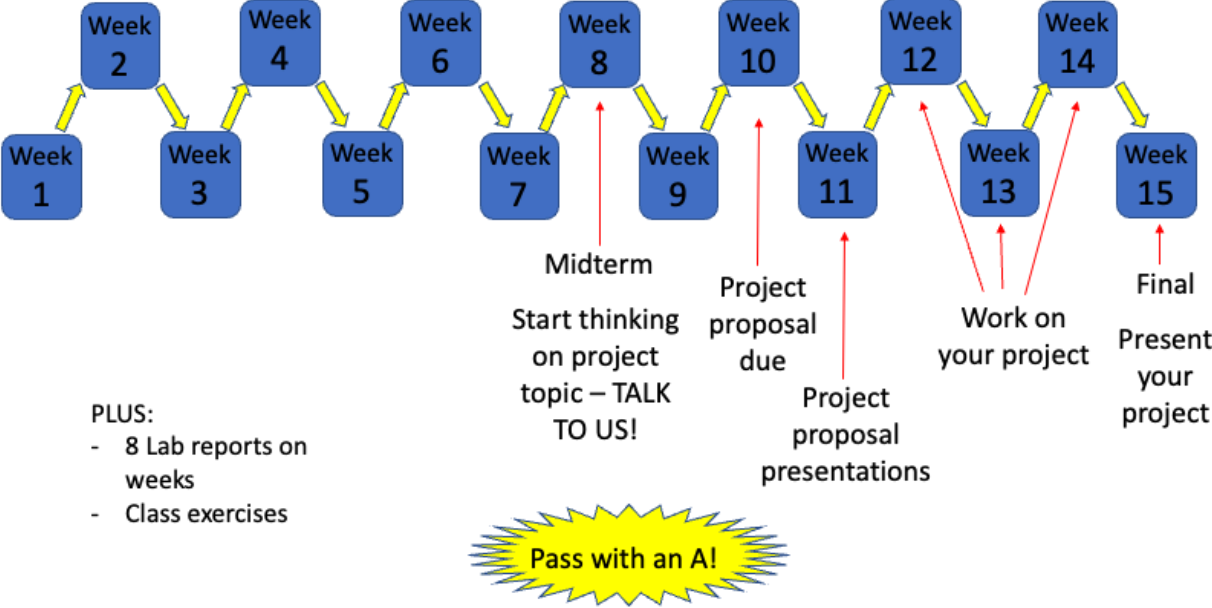 Week
2
Week
4
Week
6
Week
8
Week
10
Week
12
Week
14
Week
1
Week
3
Week
5
Week
7
Week
9
Week
11
Week
13
Week
15
Midterm
Start thinking
on project
topic – TALK
TO US!
Project
proposal
due
Project
proposal
presentations
Work on
your project
Final
Present
your
project
PLUS:
- 8 Lab reports on
weeks
- Class exercises
Pass with an A!